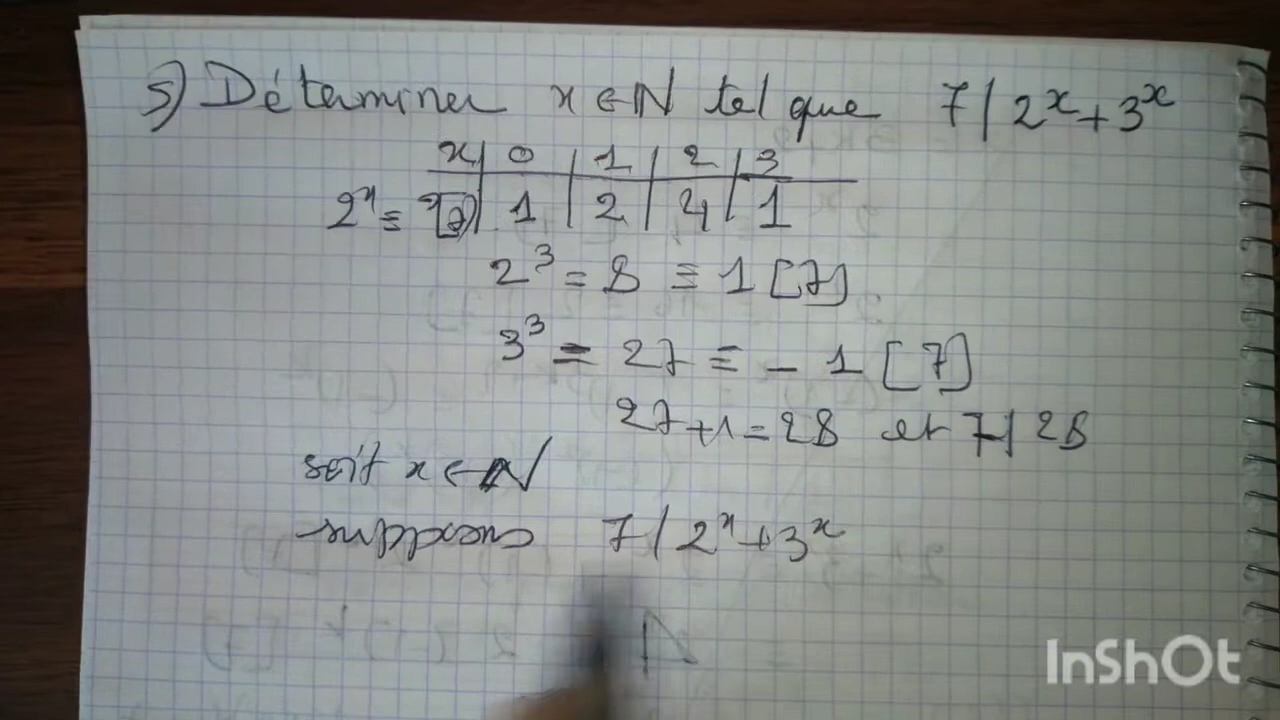 5) Déterminer x ∈ N tel que 7 | 2^x + 3^x
x | 0 | 1 | 2 | 3
2^x ≡ [7] | 1 | 2 | 4 | 1
2^3 = 8 ≡ 1 [7]
3^3 = 27 ≡ - 1 [7]
27 + 1 = 28 et 7 | 28
soit x ∈ N
7 | 2^x + 3^x
InShOt